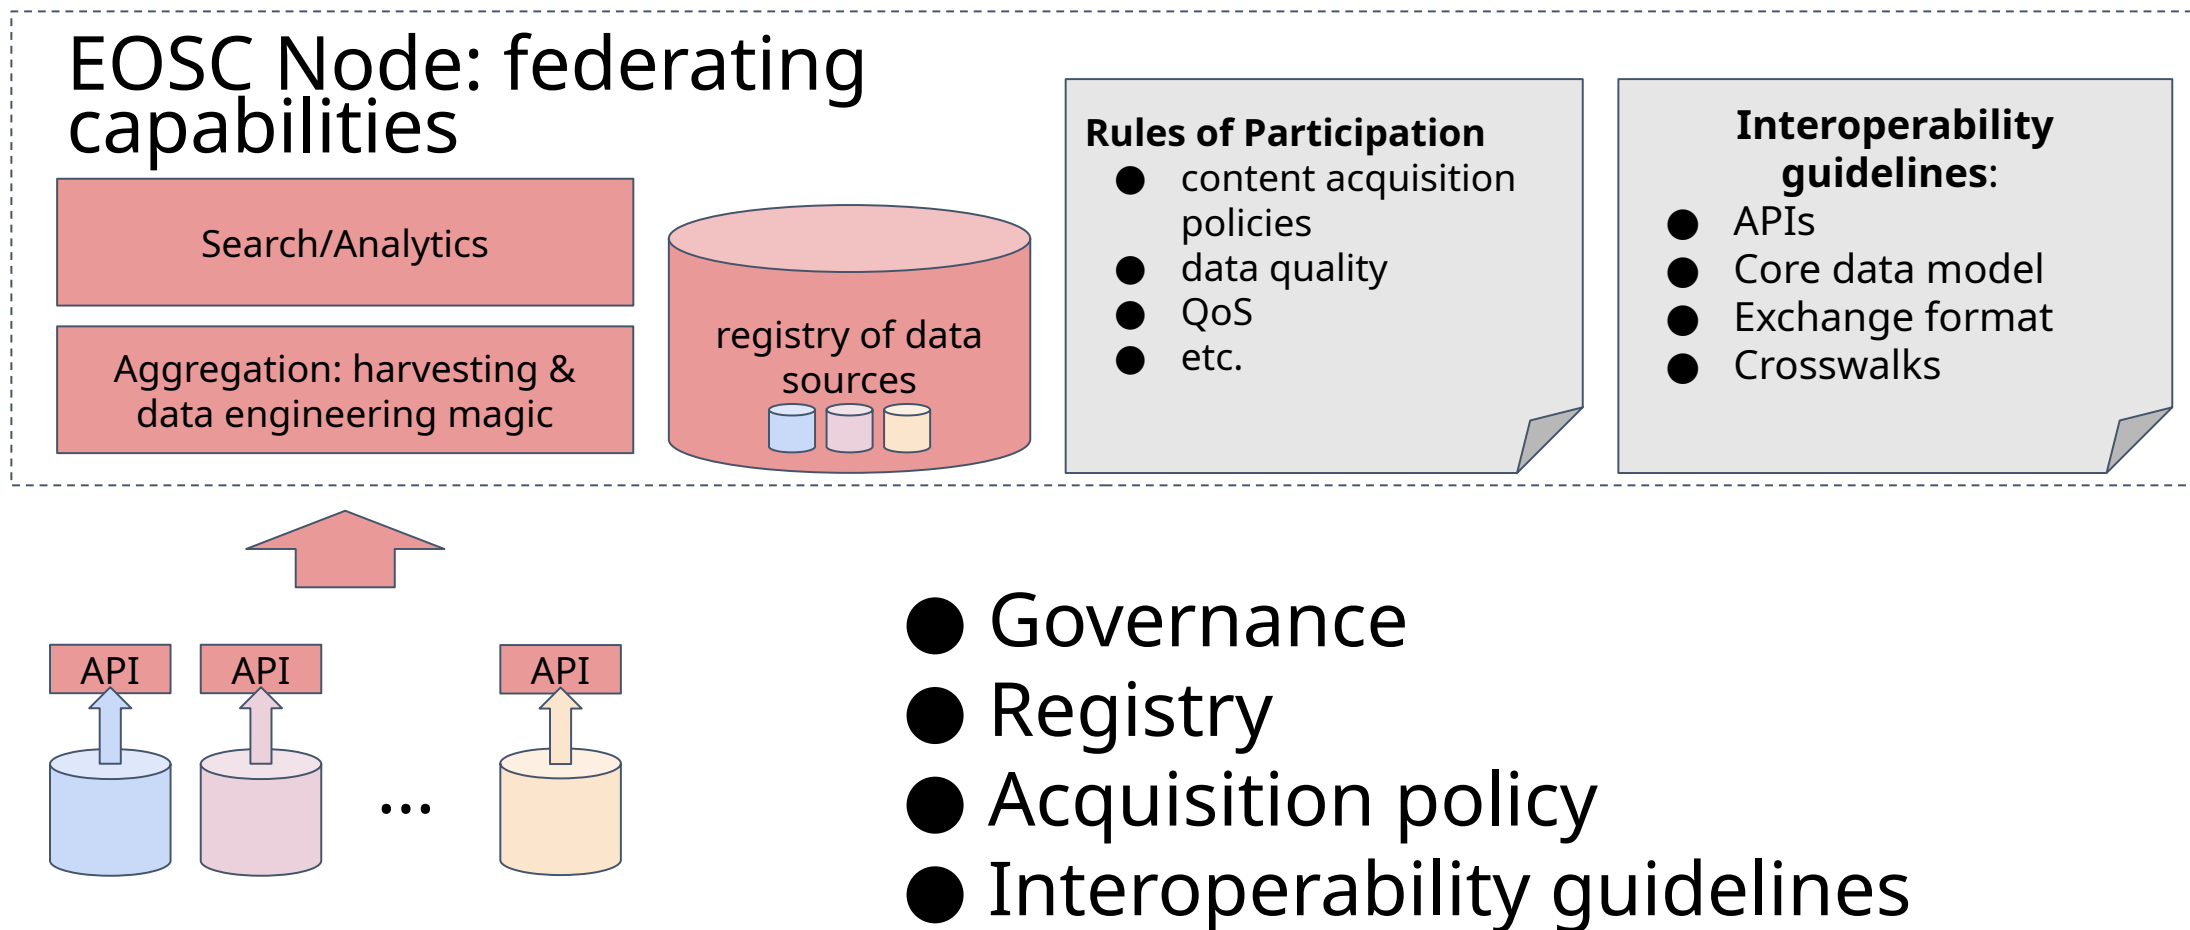 EOSC Node: federating
capabilities
Search/Analytics
Aggregation: harvesting &
data engineering magic
registry of data
sources
Rules of Participation
● content acquisition
policies
● data quality
● QoS
● etc.
Interoperability
guidelines:
● APIs
● Core data model
● Exchange format
● Crosswalks
API
API
API
...
● Governance
● Registry
● Acquisition policy
● Interoperability guidelines